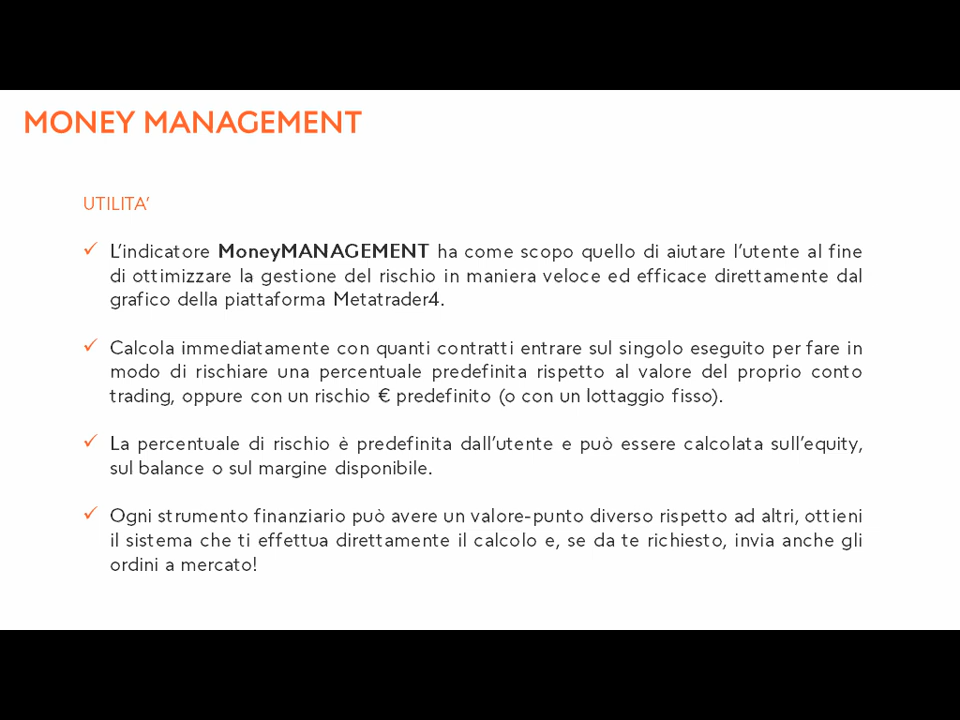 MONEY MANAGEMENT
UTILITA’
L’indicatore MoneyMANAGEMENT ha come scopo quello di aiutare l’utente al fine
di ottimizzare la gestione del rischio in maniera veloce ed efficace direttamente dal
grafico della piattaforma Metatrader4.
Calcola immediatamente con quanti contratti entrare sul singolo eseguito per fare in
modo di rischiare una percentuale predefinita rispetto al valore del proprio conto
trading, oppure con un rischio € predefinito (o con un lottaggio fisso).
La percentuale di rischio è predefinita dall’utente e può essere calcolata sull’equity,
sul balance o sul margine disponibile.
Ogni strumento finanziario può avere un valore-punto diverso rispetto ad altri, ottieni
il sistema che ti effettua direttamente il calcolo e, se da te richiesto, invia anche gli
ordini a mercato!